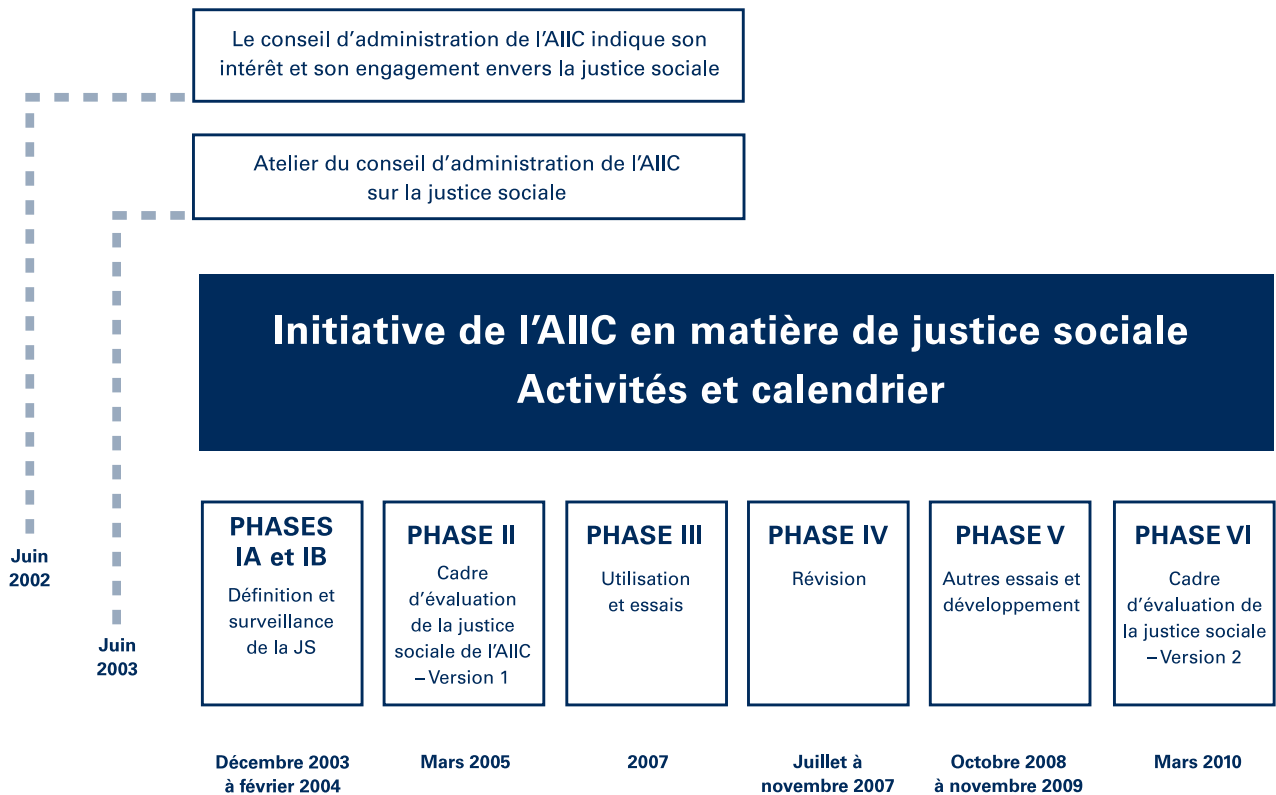 Le conseil d'administration de l'AIIC indique son
intérêt et son engagement envers la justice sociale
Atelier du conseil d'administration de l'AIIC
sur la justice sociale
Initiative de l'AIIC en matière de justice sociale
Activités et calendrier
Juin
2002
Juin
2003
PHASES
IA et IB
Définition et
surveillance
de la JS
Décembre 2003
à février 2004
PHASE II
Cadre
d'évaluation
de la justice
sociale de l'AIIC
– Version 1
Mars 2005
PHASE III
Utilisation
et essais
2007
PHASE IV
Révision
Juillet à
novembre 2007
PHASE V
Autres essais et
développement
Octobre 2008
à novembre 2009
PHASE VI
Cadre
d'évaluation de
la justice sociale
– Version 2
Mars 2010